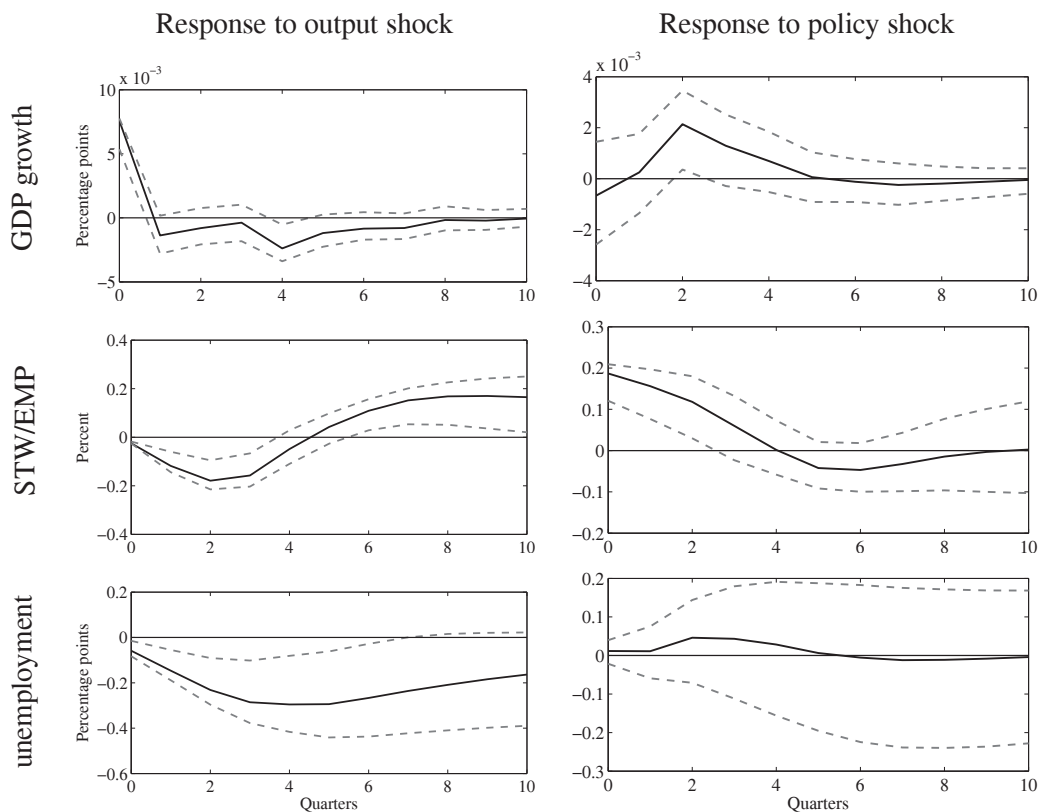 Response to output shock
Response to policy shock
GDP growth
Percentage points
x 10⁻³
10
5
0
−5
0 2 4 6 8 10
x 10⁻³
4
2
0
−2
−4
0 2 4 6 8 10
STW/EMP
Percent
0.4
0.2
0
−0.2
−0.4
0 2 4 6 8 10
0.3
0.2
0.1
0
−0.1
−0.2
0 2 4 6 8 10
unemployment
Percentage points
0.2
0
−0.2
−0.4
−0.6
0 2 4 6 8 10
Quarters
0.2
0.1
0
−0.1
−0.2
−0.3
0 2 4 6 8 10
Quarters